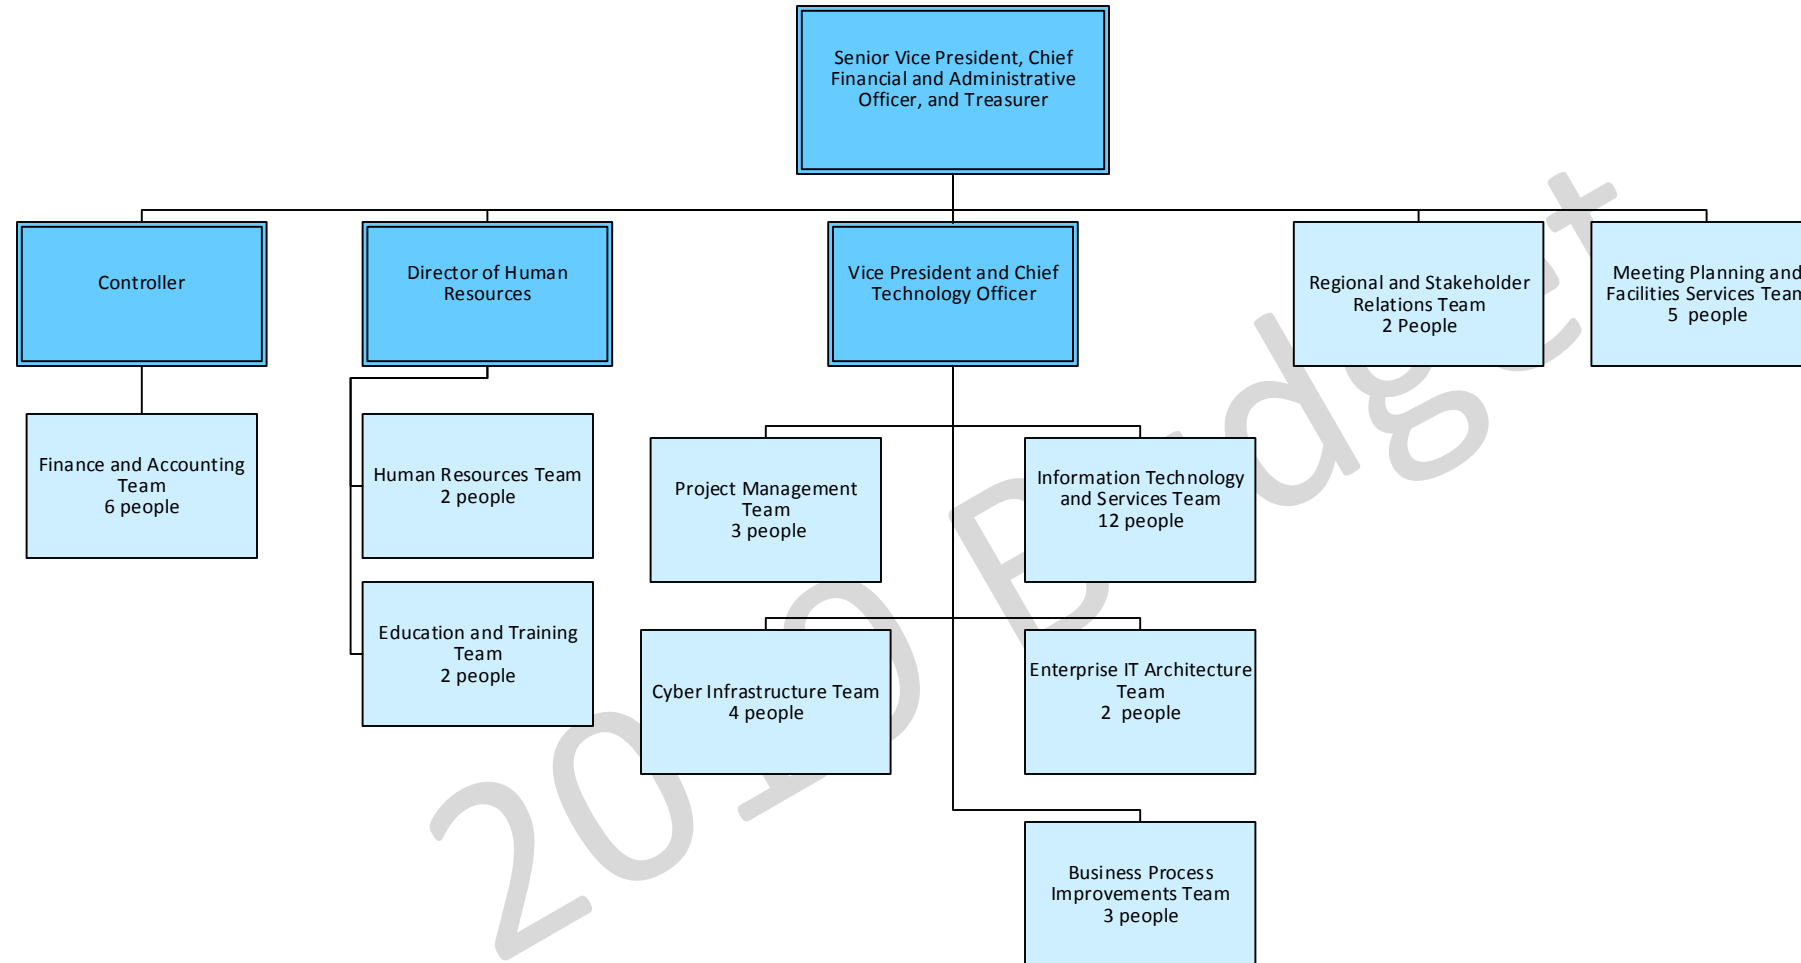 Senior Vice President, Chief
Financial and Administrative
Officer, and Treasurer
Controller
Director of Human
Resources
Vice President and Chief
Technology Officer
Regional and Stakeholder
Relations Team
2 People
Meeting Planning and
Facilities Services Team
5 people
Finance and Accounting
Team
6 people
Human Resources Team
2 people
Education and Training
Team
2 people
Project Management
Team
3 people
Information Technology
and Services Team
12 people
Cyber Infrastructure Team
4 people
Enterprise IT Architecture
Team
2 people
Business Process
Improvements Team
3 people
Budget